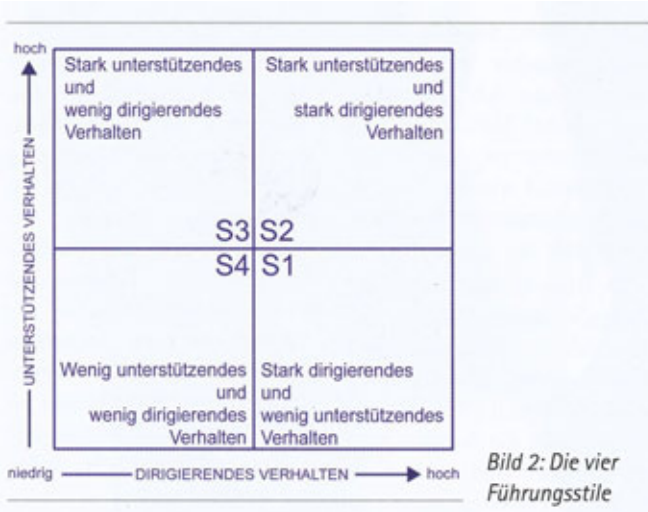 hoch
Stark unterstützendes
und
wenig dirigierendes
Verhalten
Stark unterstützendes
und
stark dirigierendes
Verhalten
UNTERSTÜTZENDES VERHALTEN
S3
S2
S4
S1
Wenig unterstützendes
und
wenig dirigierendes
Verhalten
Stark dirigierendes
und
wenig unterstützendes
Verhalten
niedrig
DIRIGIERENDES VERHALTEN
hoch
Bild 2: Die vier
Führungsstile